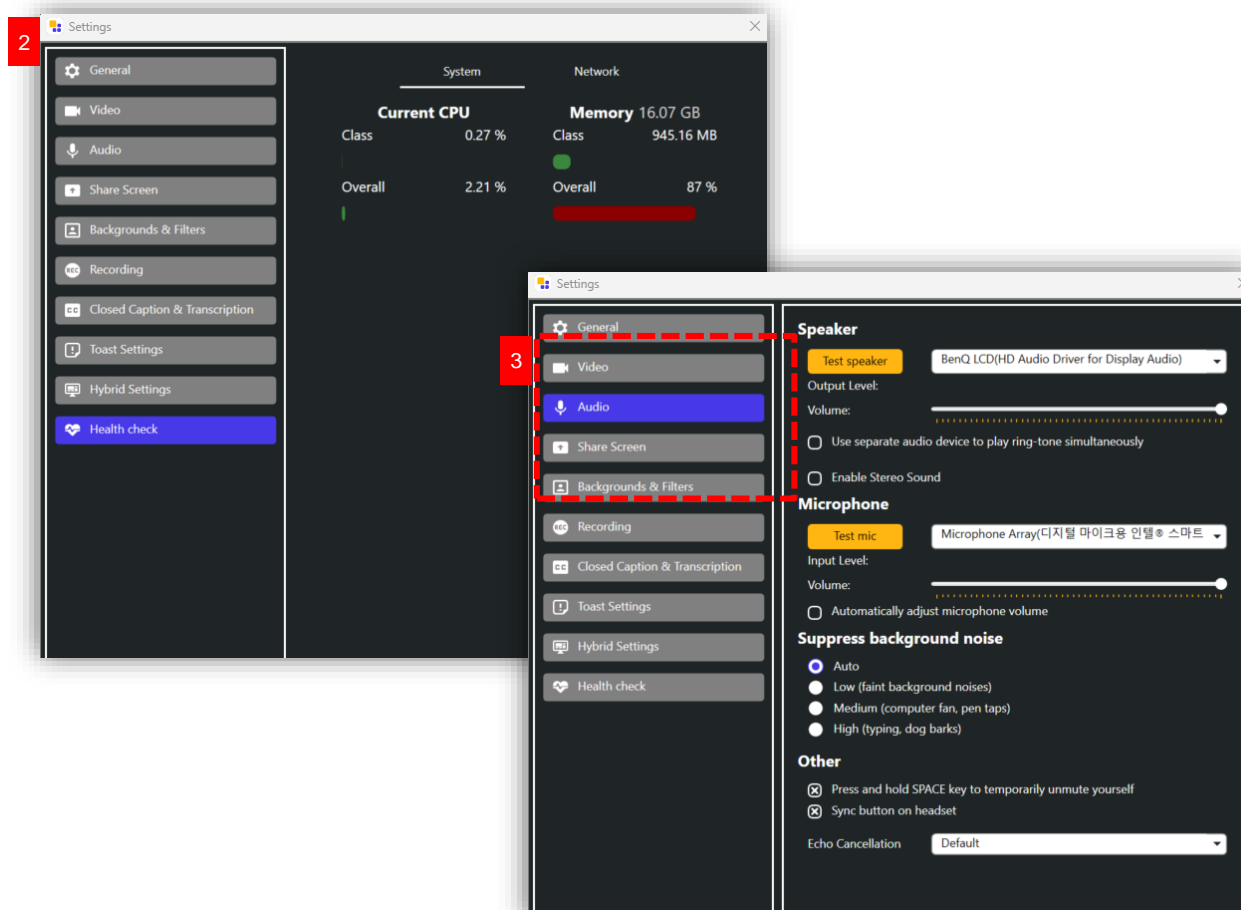 2
Settings
General
Video
Audio
Share Screen
Backgrounds & Filters
Recording
Closed Caption & Transcription
Toast Settings
Hybrid Settings
Health check
System Network
Current CPU Memory 16.07 GB
Class 0.27 % Class 945.16 MB
Overall 2.21 % Overall 87 %
3
Settings
General
Video
Audio
Share Screen
Backgrounds & Filters
Recording
Closed Caption & Transcription
Toast Settings
Hybrid Settings
Health check
Speaker
Test speaker BenQ LCD(HD Audio Driver for Display Audio)
Output Level:
Volume:
Use separate audio device to play ring-tone simultaneously
Enable Stereo Sound
Microphone
Test mic Microphone Array(디지털 마이크용 인텔® 스마트
Input Level:
Volume:
Automatically adjust microphone volume
Suppress background noise
Auto
Low (faint background noises)
Medium (computer fan, pen taps)
High (typing, dog barks)
Other
Press and hold SPACE key to temporarily unmute yourself
Sync button on headset
Echo Cancellation Default